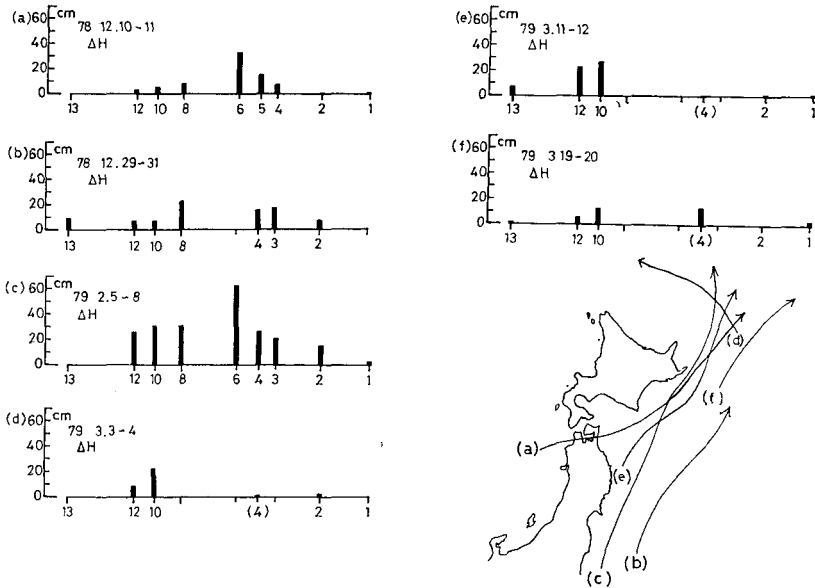 (a) 60 cm 78 12.10~11
40 ΔH
20
0
13 12 10 8 6 5 4 2 1
(b) 60 cm 78 12.29~31
40 ΔH
20
0
13 12 10 8 4 3 2 1
(c) 60 cm 79 2.5~8
40 ΔH
20
0
13 12 10 8 6 4 3 2 1
(d) 60 cm 79 3.3~4
40 ΔH
20
0
13 12 10 (4) 2 1
(e) 60 cm 79 3.11~12
40 ΔH
20
0
13 12 10 (4) 2 1
(f) 60 cm 79 3 19~20
40 ΔH
20
0
13 12 10 (4) 2 1
(d)
(f)
(a)
(e)
(b)
(c)